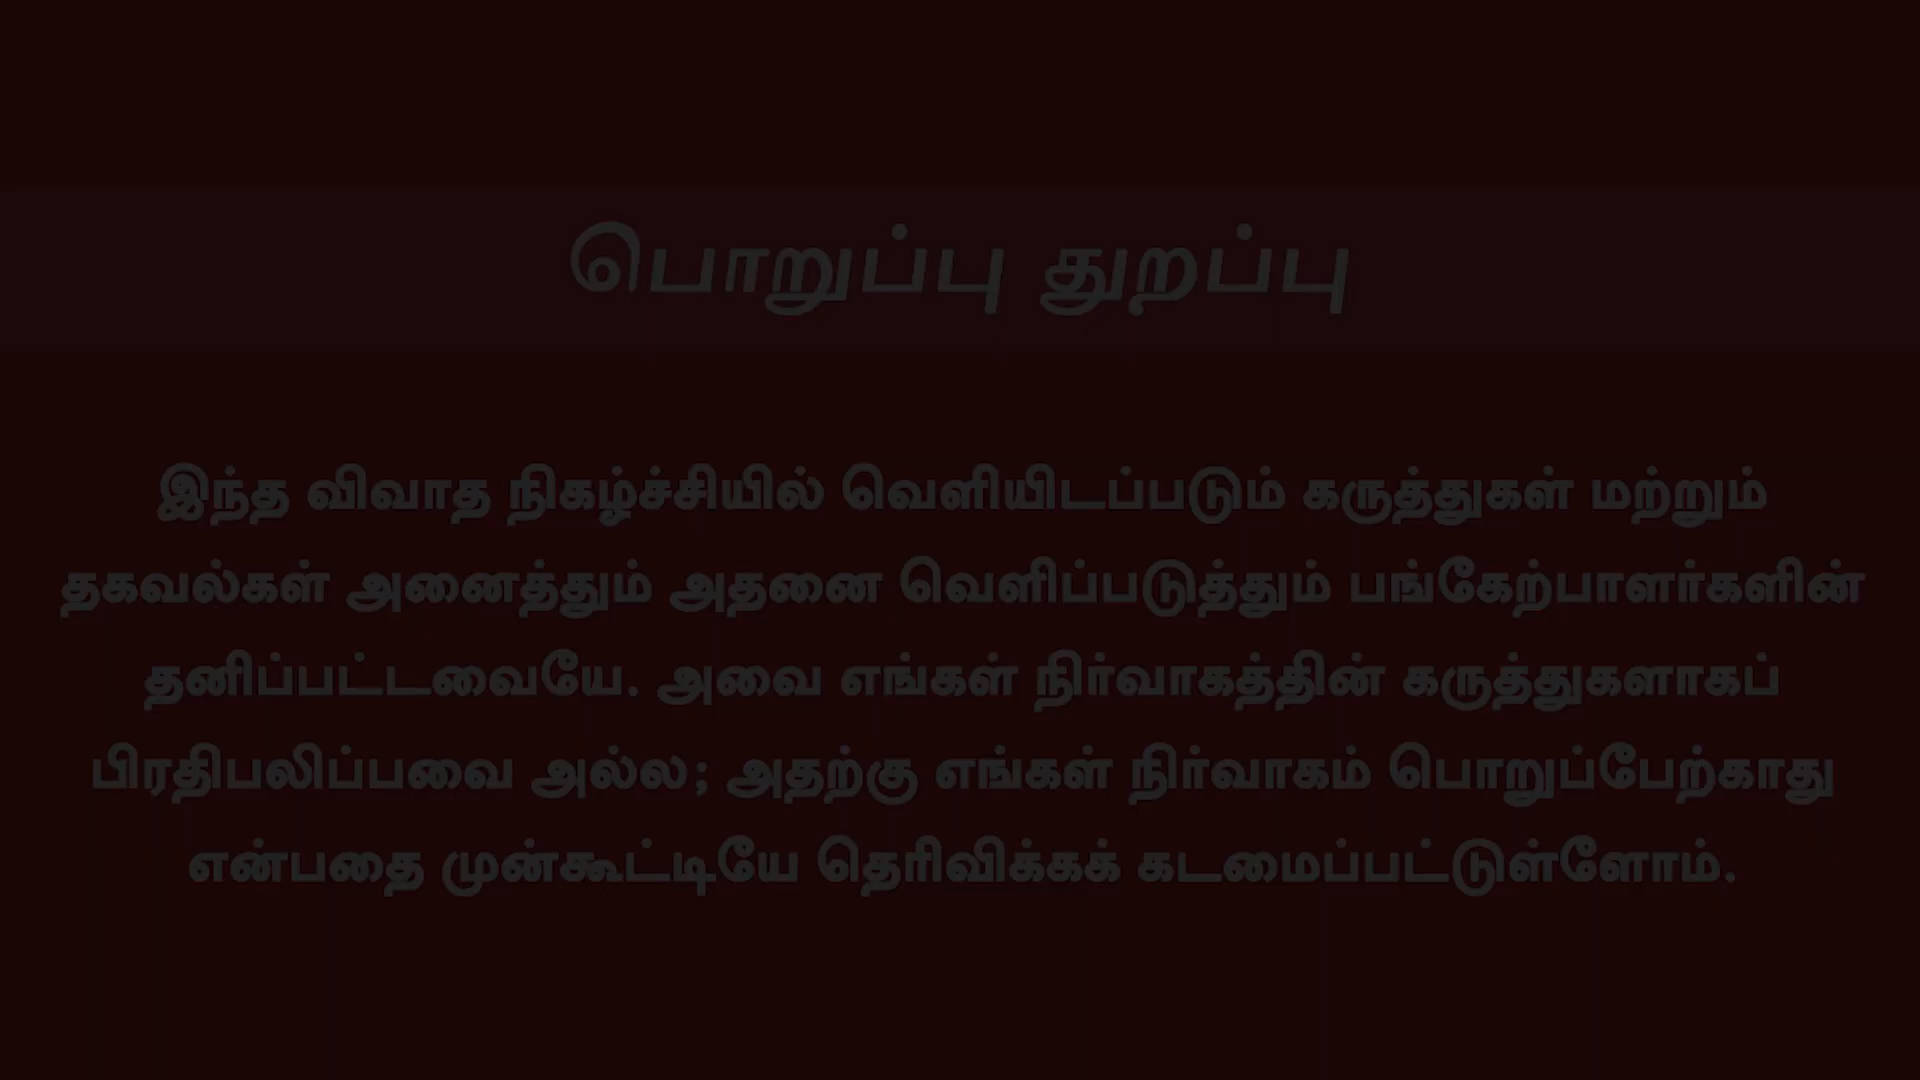 பொறுப்பு துறப்பு
இந்த விவாத நிகழ்ச்சியில் வெளியிடப்படும் கருத்துகள் மற்றும்
தகவல்கள் அனைத்தும் அதனை வெளிப்படுத்தும் பங்கேற்பாளர்களின்
தனிப்பட்டவையே. அவை எங்கள் நிர்வாகத்தின் கருத்துகளாகப்
பிரதிபலிப்பவை அல்ல; அதற்கு எங்கள் நிர்வாகம் பொறுப்பேற்காது
என்பதை முன்கூட்டியே தெரிவிக்கக் கடமைப்பட்டுள்ளோம்.